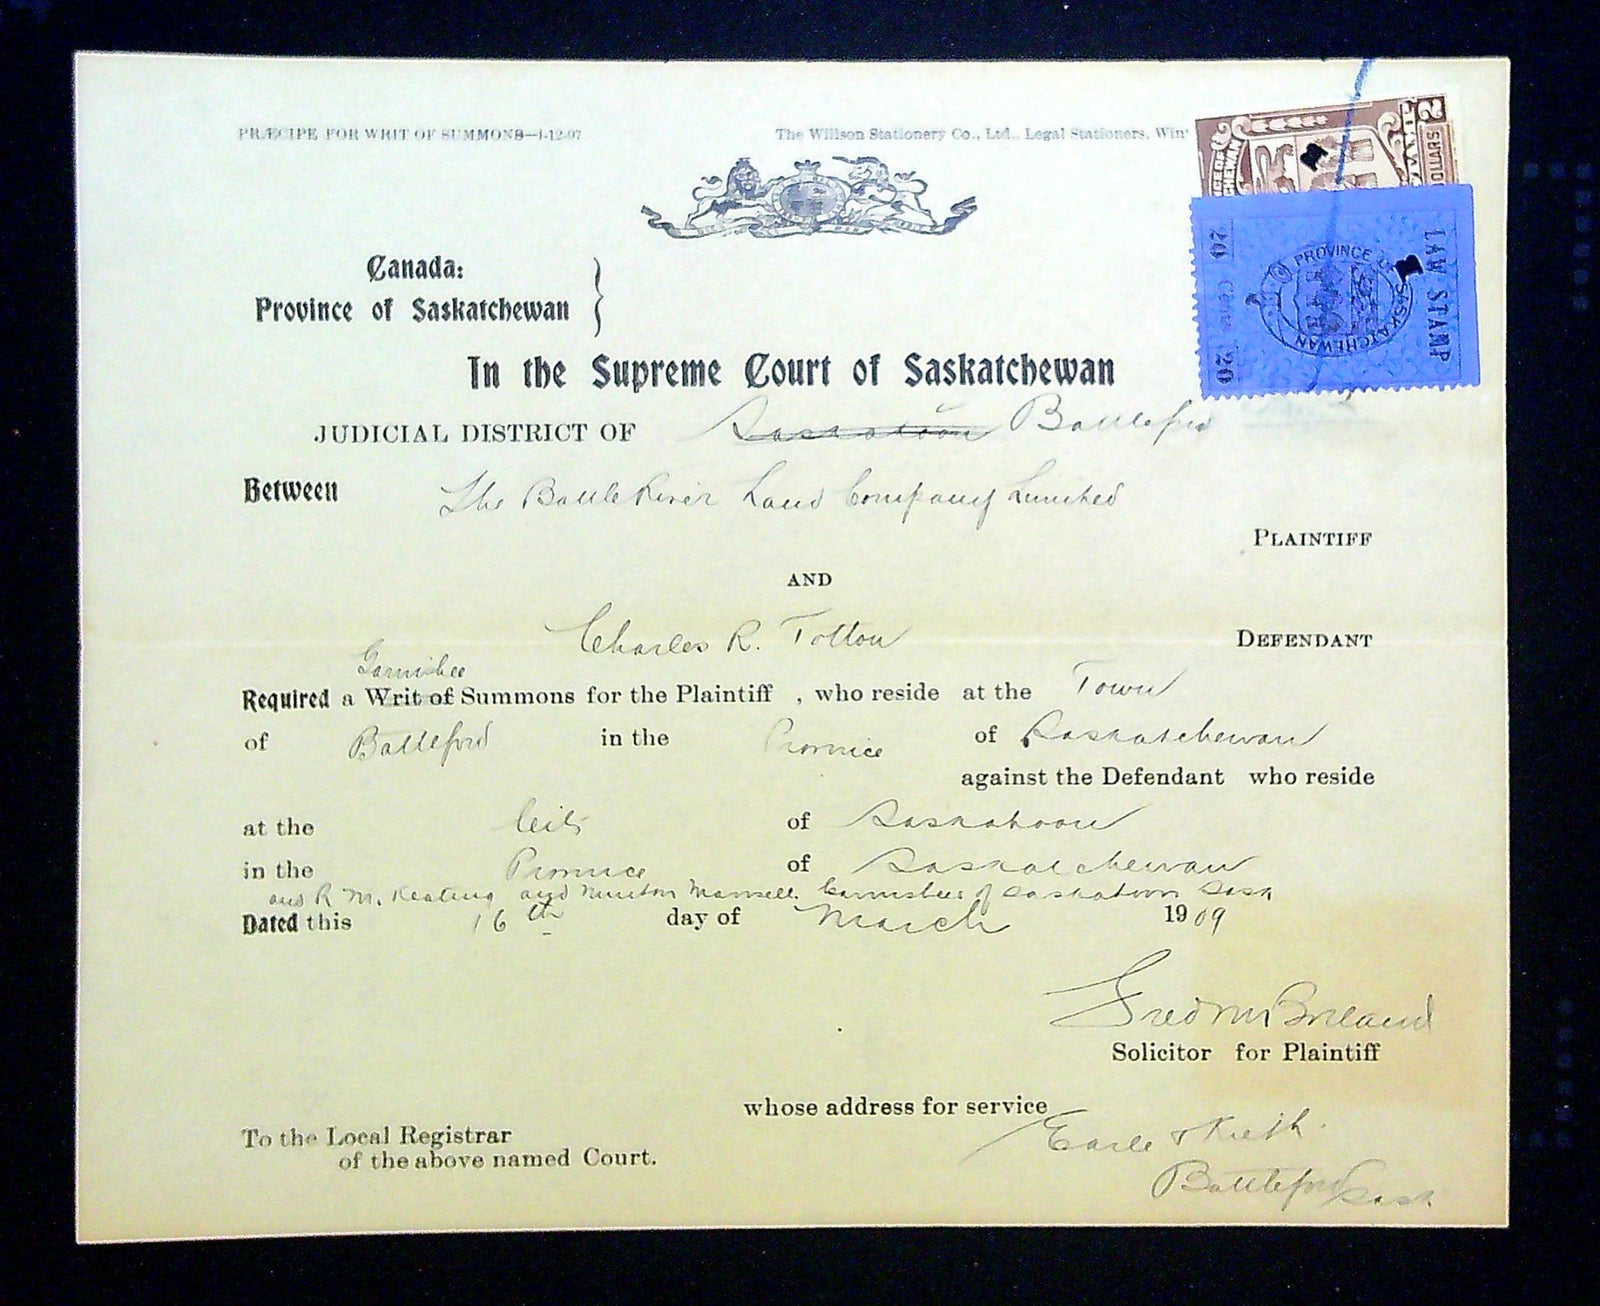 PRÆCIPE FOR WRIT OF SUMMONS—1-12-07
The Willson Stationery Co., Ltd., Legal Stationers, Win
2 DOLLARS
LAW STAMP
PROVINCE OF SASKATCHEWAN
20 Cents 20
Canada:
Province of Saskatchewan
In the Supreme Court of Saskatchewan
JUDICIAL DISTRICT OF Saskatoon Battleford
Between The Battle River Land Company Limited
PLAINTIFF
AND
Charles R. Totton DEFENDANT
Garnishee
Required a Writ of Summons for the Plaintiff , who reside at the Town
of Battleford in the Province of Saskatchewan
against the Defendant who reside
at the City of Saskatoon
in the Province of Saskatchewan
and R. M. Keating and Mansell Garnishees of Saskatoon Sask
Dated this 16th day of March 1909
Solicitor for Plaintiff
whose address for service
Earle & Keith
Battleford Sask.
To the Local Registrar
of the above named Court.